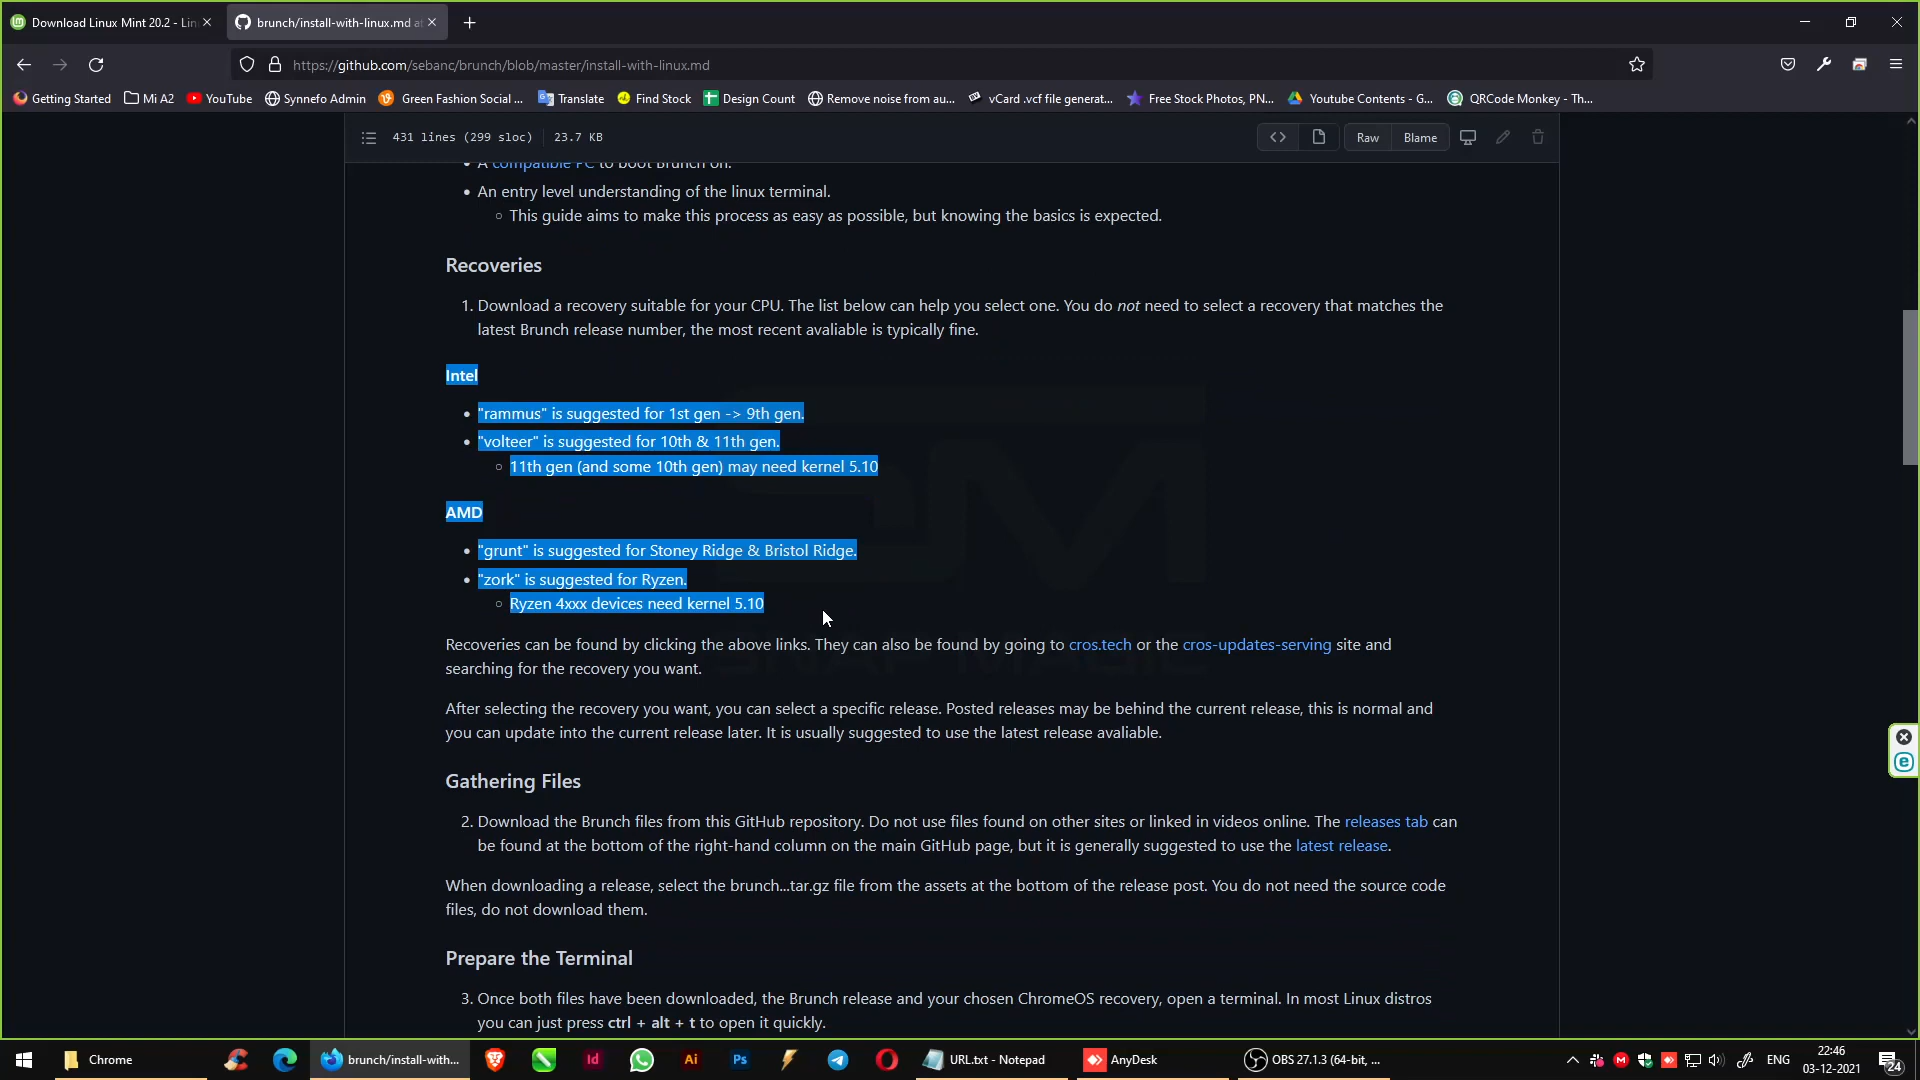 Download Linux Mint 20.2 - Lin
brunch/install-with-linux.md at
https://github.com/sebanc/brunch/blob/master/install-with-linux.md
Getting Started
Mi A2
YouTube
Synnefo Admin
Green Fashion Social ...
Translate
Find Stock
Design Count
Remove noise from au...
vCard .vcf file generat...
Free Stock Photos, PN...
Youtube Contents - G...
QRCode Monkey - Th...
431 lines (299 sloc)
23.7 KB
Raw
Blame
A compatible PC to boot Brunch on.
An entry level understanding of the linux terminal.
This guide aims to make this process as easy as possible, but knowing the basics is expected.
Recoveries
1. Download a recovery suitable for your CPU. The list below can help you select one. You do not need to select a recovery that matches the
latest Brunch release number, the most recent avaliable is typically fine.
Intel
"rammus" is suggested for 1st gen -> 9th gen.
"volteer" is suggested for 10th & 11th gen.
11th gen (and some 10th gen) may need kernel 5.10
AMD
"grunt" is suggested for Stoney Ridge & Bristol Ridge.
"zork" is suggested for Ryzen.
Ryzen 4xxx devices need kernel 5.10
Recoveries can be found by clicking the above links. They can also be found by going to cros.tech or the cros-updates-serving site and
searching for the recovery you want.
After selecting the recovery you want, you can select a specific release. Posted releases may be behind the current release, this is normal and
you can update into the current release later. It is usually suggested to use the latest release avaliable.
Gathering Files
2. Download the Brunch files from this GitHub repository. Do not use files found on other sites or linked in videos online. The releases tab can
be found at the bottom of the right-hand column on the main GitHub page, but it is generally suggested to use the latest release.
When downloading a release, select the brunch...tar.gz file from the assets at the bottom of the release post. You do not need the source code
files, do not download them.
Prepare the Terminal
3. Once both files have been downloaded, the Brunch release and your chosen ChromeOS recovery, open a terminal. In most Linux distros
you can just press ctrl + alt + t to open it quickly.
SNAP MAGIC
Chrome
brunch/install-with...
Id
Ai
Ps
URL.txt - Notepad
AnyDesk
OBS 27.1.3 (64-bit, ...
ENG
22:46
03-12-2021
24